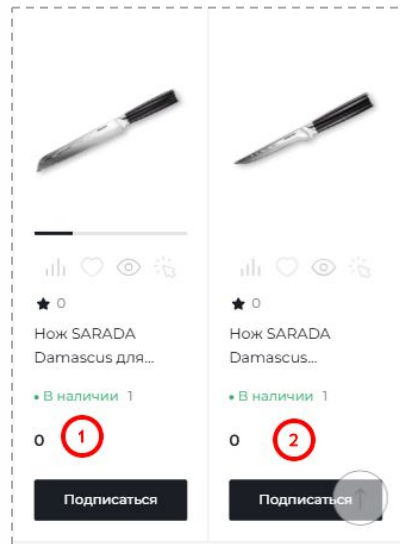 0
Нож SARADA
Damascus для...
В наличии 1
0
1
Подписаться
0
Нож SARADA
Damascus...
В наличии 1
0
2
Подписаться